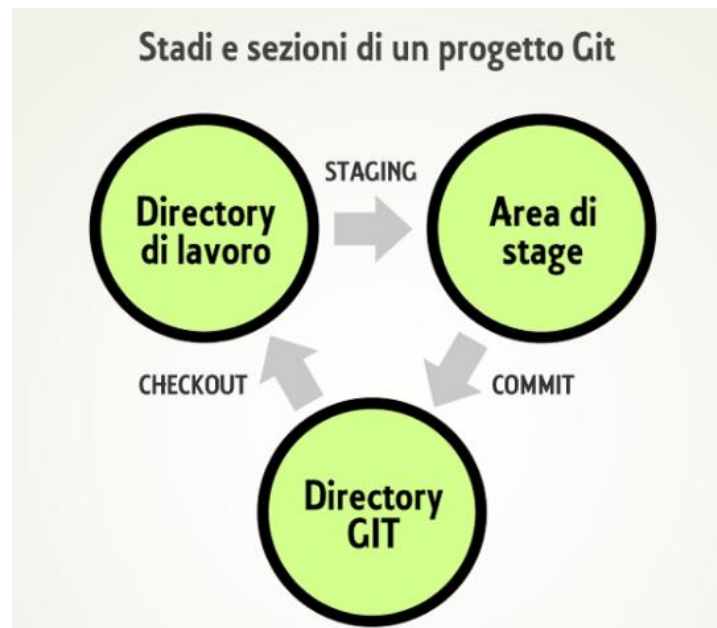 Stadi e sezioni di un progetto Git
Directory
di lavoro
STAGING
Area di
stage
CHECKOUT
COMMIT
Directory
GIT